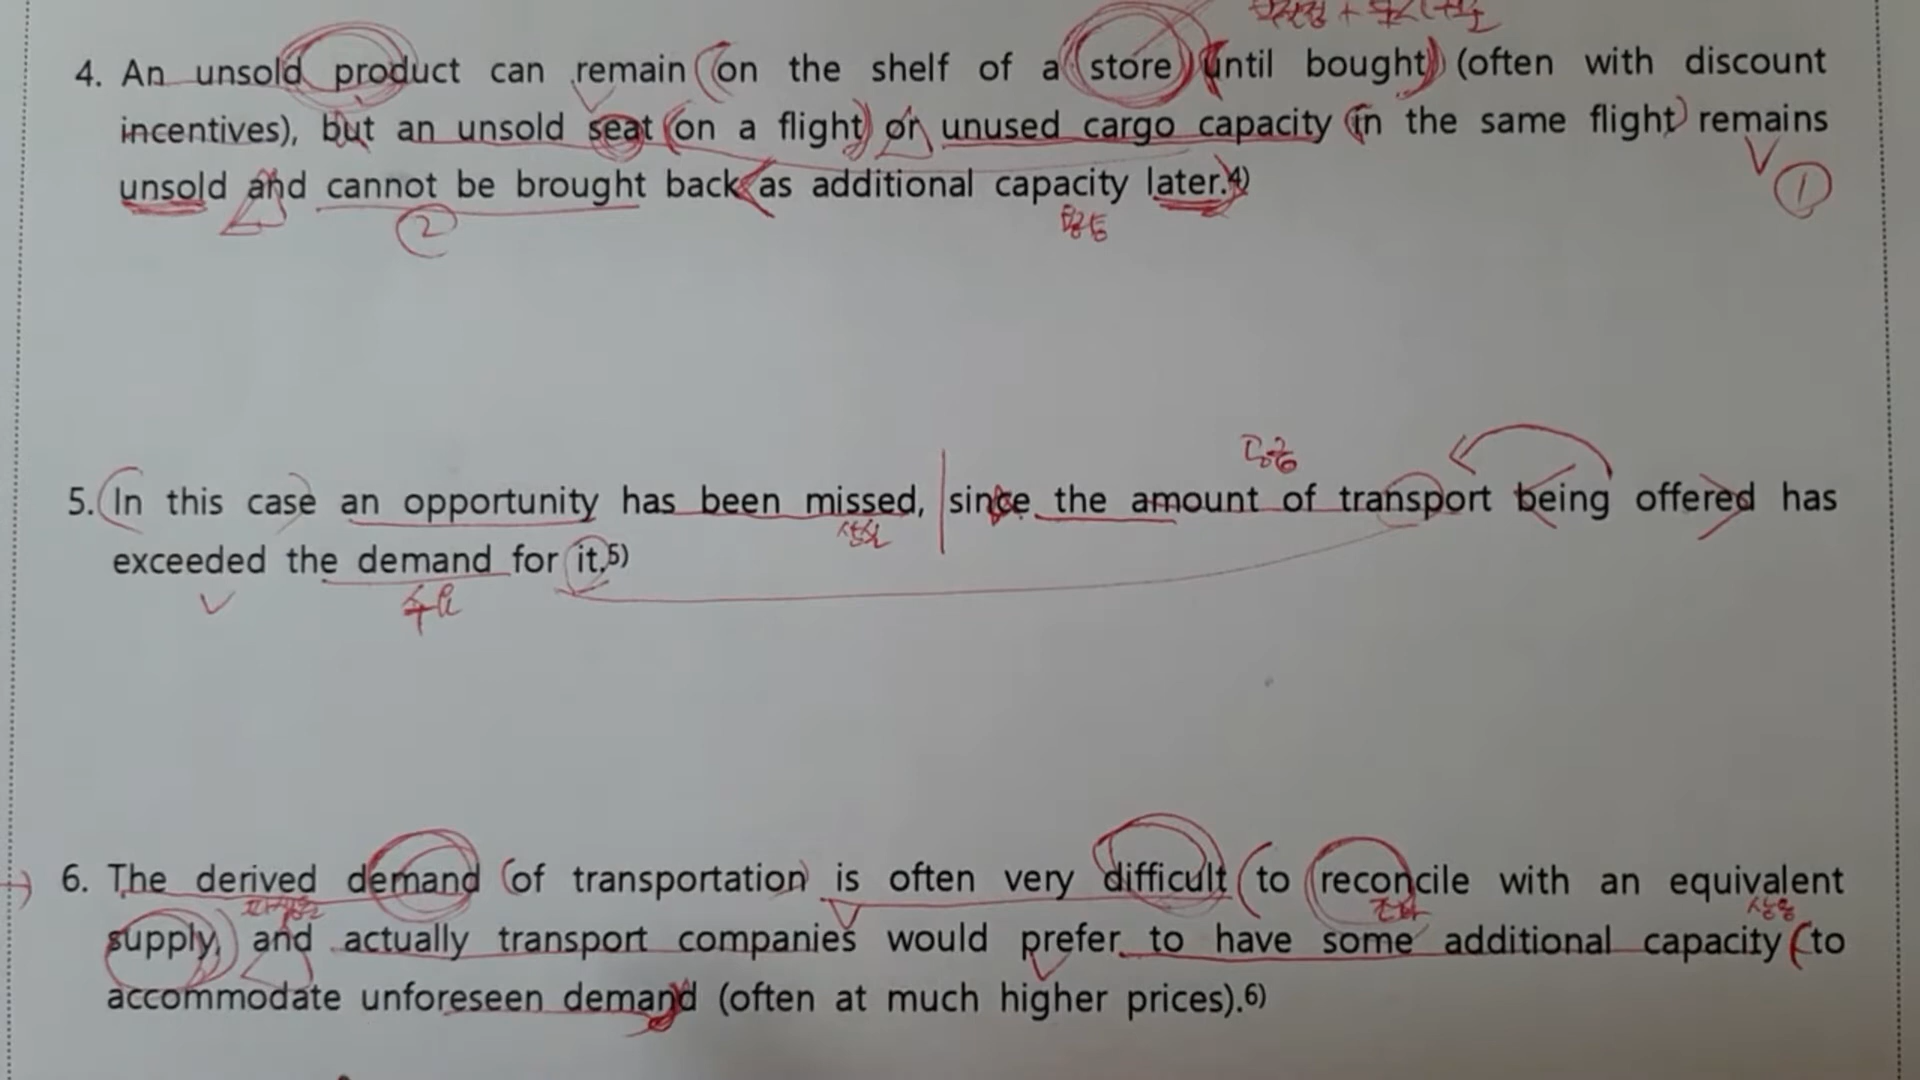 4. An unsold product can remain on the shelf of a store until bought (often with discount
incentives), but an unsold seat on a flight or unused cargo capacity in the same flight remains
①
unsold and cannot be brought back as additional capacity later.4)
②
5. In this case an opportunity has been missed, since the amount of transport being offered has
exceeded the demand for it.5)
수요
6. The derived demand of transportation is often very difficult to reconcile with an equivalent
supply, and actually transport companies would prefer to have some additional capacity to
accommodate unforeseen demand (often at much higher prices).6)